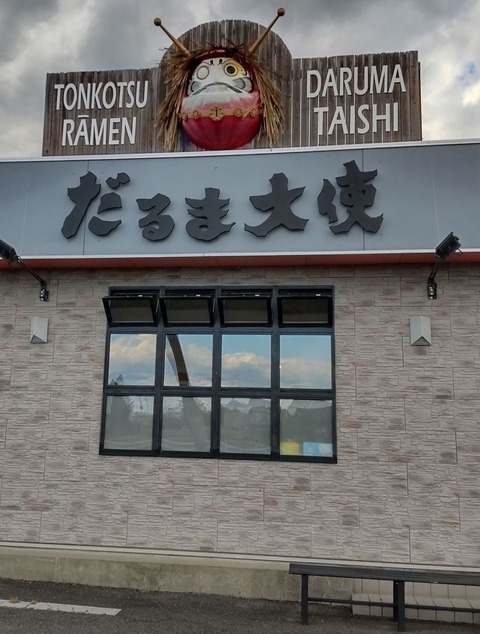 TONKOTSU
RĀMEN
DARUMA
TAISHI
だるま大使